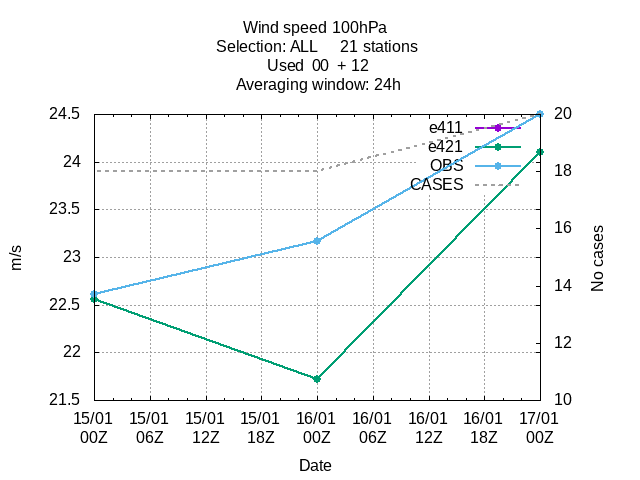 Wind speed 100hPa
Selection: ALL 21 stations
Used 00 + 12
Averaging window: 24h
24.5
24
23.5
23
22.5
22
21.5
m/s
20
18
16
14
12
10
No cases
e411
e421
OBS
CASES
15/01 15/01 15/01 15/01 16/01 16/01 16/01 16/01 17/01
00Z 06Z 12Z 18Z 00Z 06Z 12Z 18Z 00Z
Date